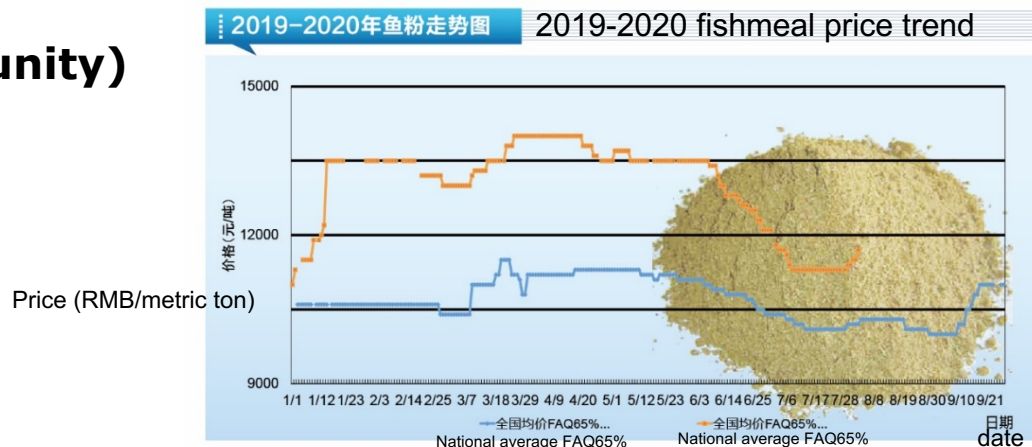 2019-2020年鱼粉走势图
2019-2020 fishmeal price trend
unity)
15000
12000
9000
价格(元/吨)
Price (RMB/metric ton)
1/1 1/12 1/23 2/3 2/14 2/25 3/7 3/18 3/29 4/9 4/20 5/1 5/12 5/23 6/3 6/14 6/25 7/6 7/17 7/28 8/8 8/19 8/30 9/10 9/21
日期
全国均价FAQ65%... 全国均价FAQ65%...
National average FAQ65% National average FAQ65%
date